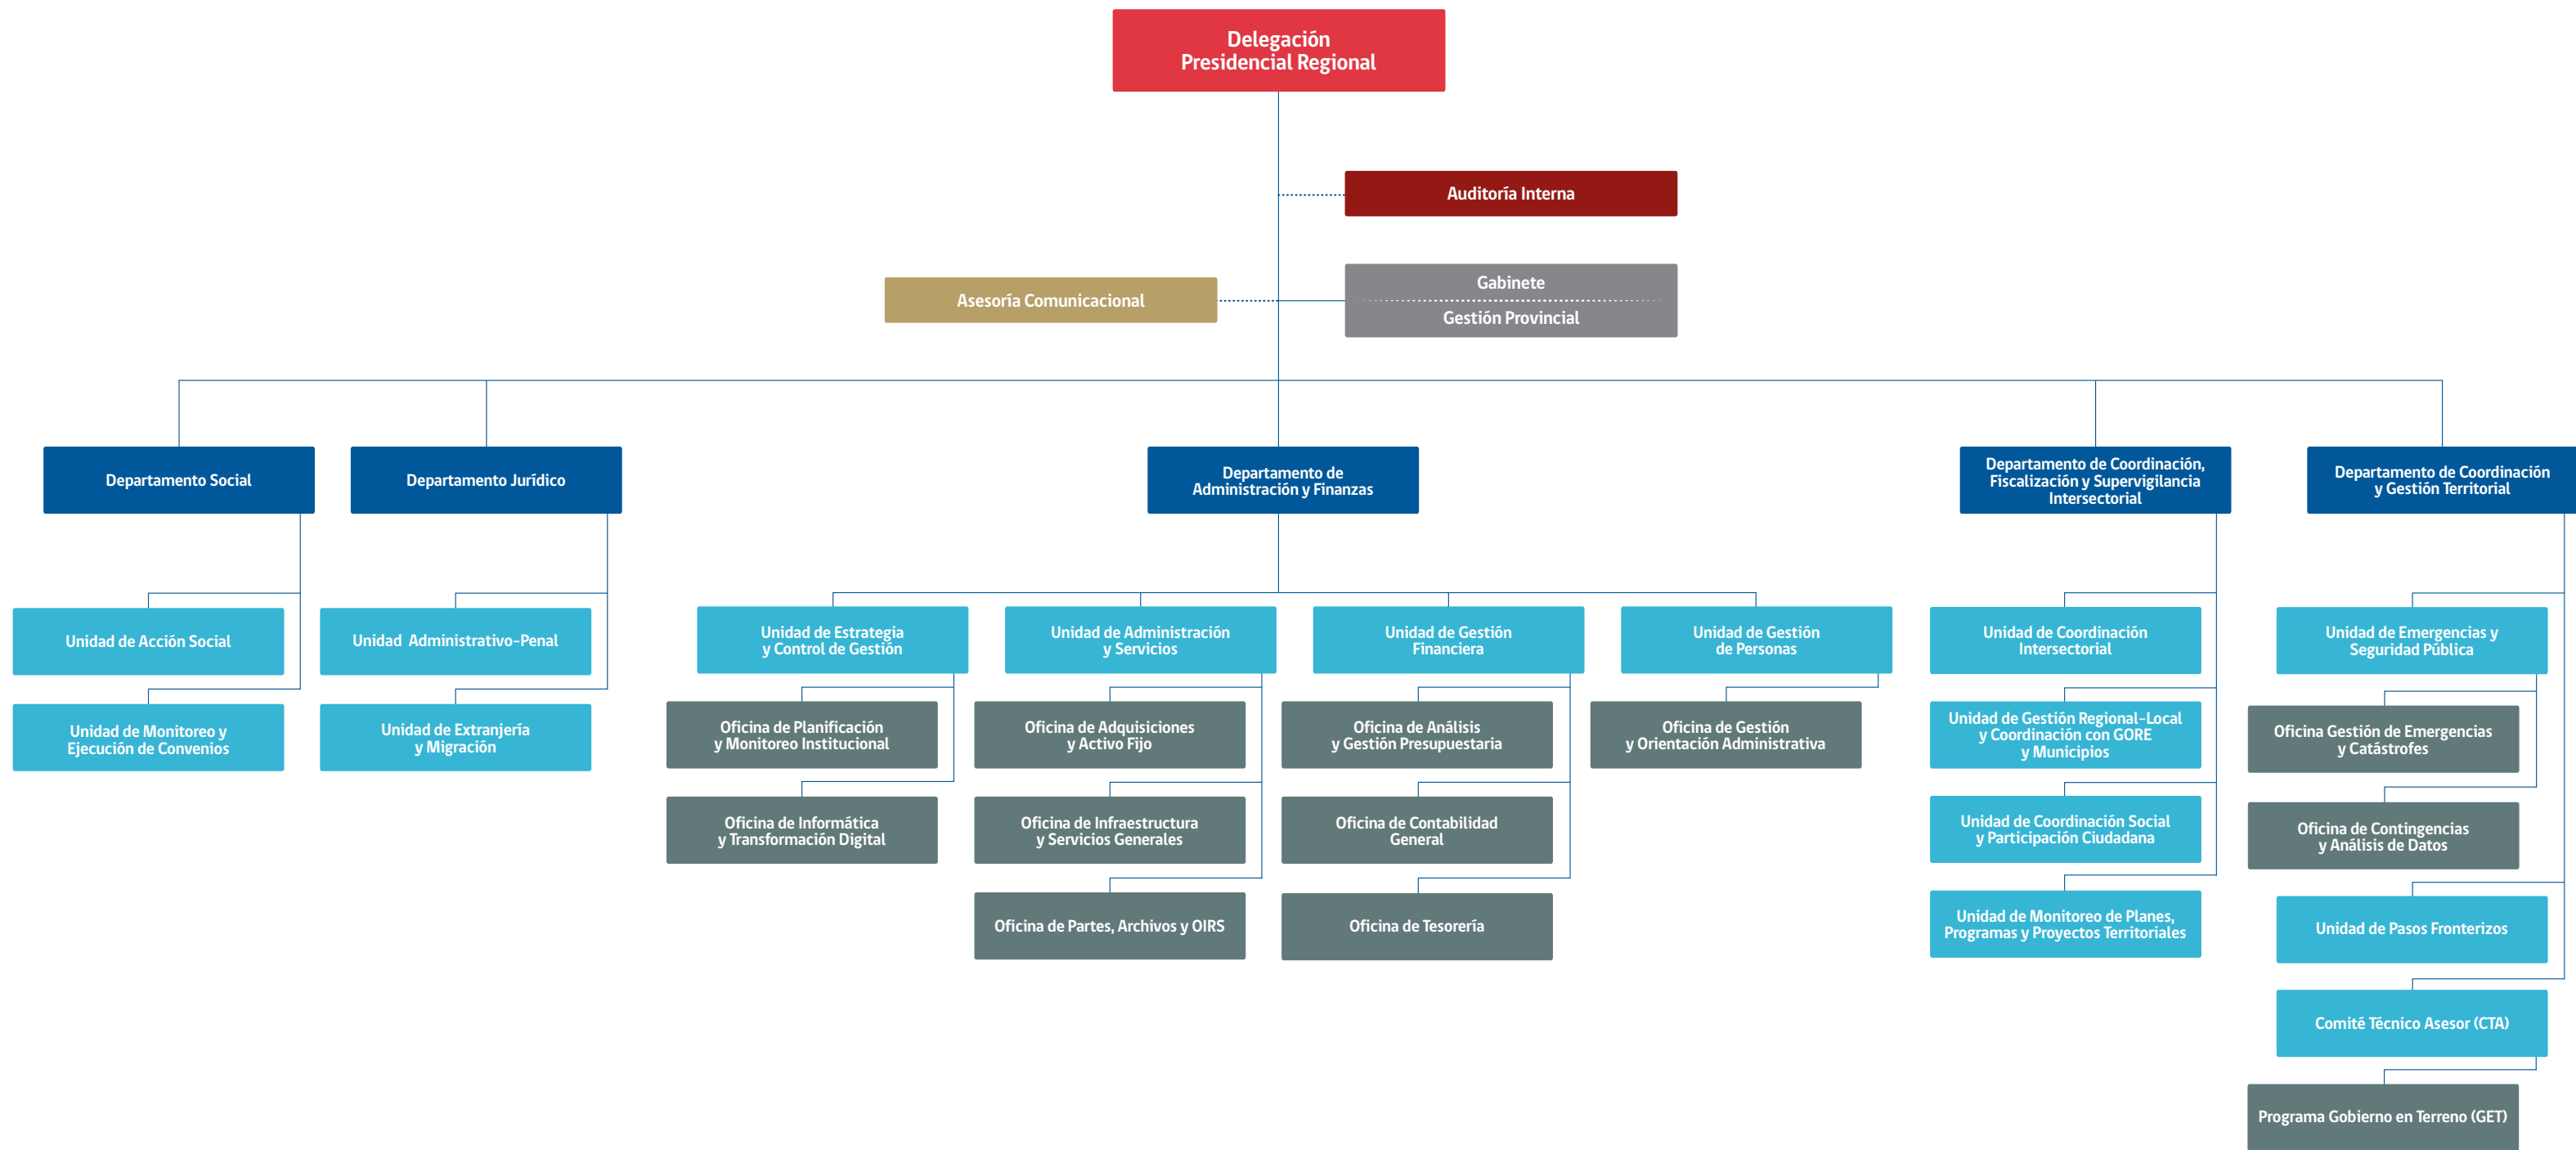 Delegación
Presidencial Regional
Auditoría Interna
Asesoría Comunicacional
Gabinete
Gestión Provincial
Departamento Social
Departamento Jurídico
Departamento de
Administración y Finanzas
Departamento de Coordinación,
Fiscalización y Supervigilancia
Intersectorial
Departamento de Coordinación
y Gestión Territorial
Unidad de Acción Social
Unidad de Monitoreo y
Ejecución de Convenios
Unidad Administrativo-Penal
Unidad de Extranjería
y Migración
Unidad de Estrategia
y Control de Gestión
Oficina de Planificación
y Monitoreo Institucional
Oficina de Informática
y Transformación Digital
Unidad de Administración
y Servicios
Oficina de Adquisiciones
y Activo Fijo
Oficina de Infraestructura
y Servicios Generales
Oficina de Partes, Archivos y OIRS
Unidad de Gestión
Financiera
Oficina de Análisis
y Gestión Presupuestaria
Oficina de Contabilidad
General
Oficina de Tesorería
Unidad de Gestión
de Personas
Oficina de Gestión
y Orientación Administrativa
Unidad de Coordinación
Intersectorial
Unidad de Gestión Regional-Local
y Coordinación con GORE
y Municipios
Unidad de Coordinación Social
y Participación Ciudadana
Unidad de Monitoreo de Planes,
Programas y Proyectos Territoriales
Unidad de Emergencias y
Seguridad Pública
Oficina Gestión de Emergencias
y Catástrofes
Oficina de Contingencias
y Análisis de Datos
Unidad de Pasos Fronterizos
Comité Técnico Asesor (CTA)
Programa Gobierno en Terreno (GET)